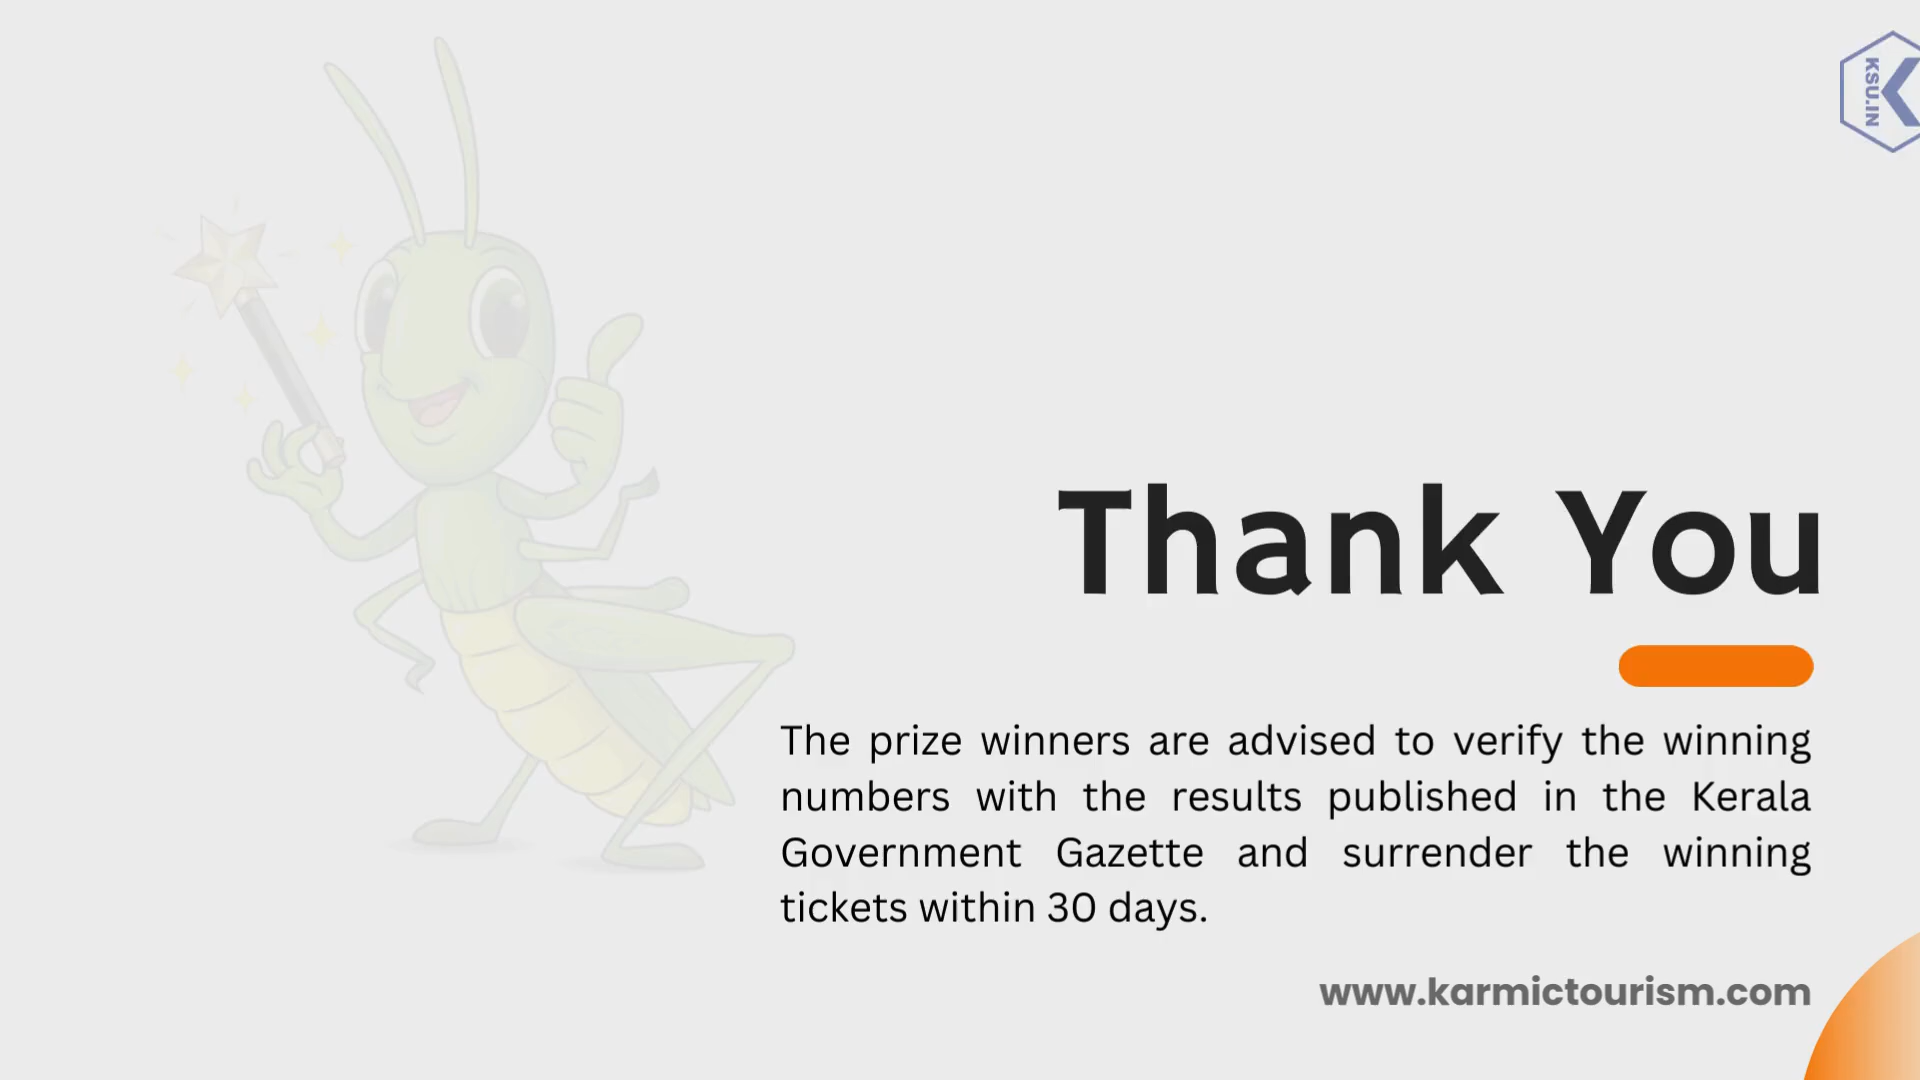 KSU.IN
K
Thank You
The prize winners are advised to verify the winning
numbers with the results published in the Kerala
Government Gazette and surrender the winning
tickets within 30 days.
www.karmictourism.com